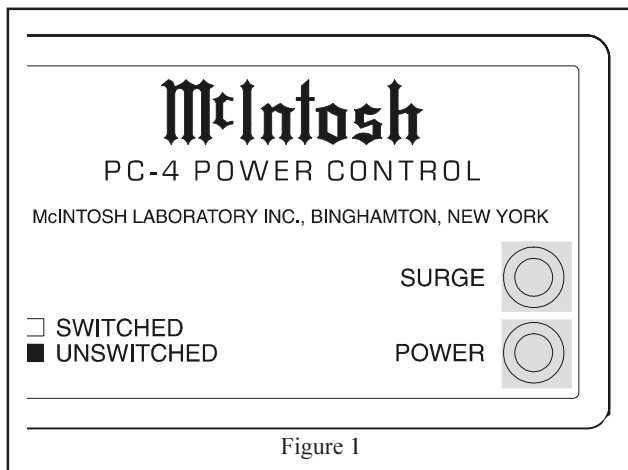 McIntosh
PC-4 POWER CONTROL
McINTOSH LABORATORY INC., BINGHAMTON, NEW YORK
SURGE
SWITCHED
UNSWITCHED
POWER
Figure 1